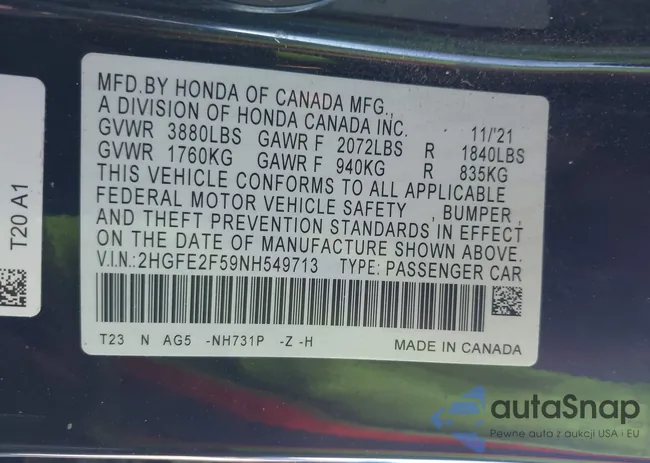 MFD.BY HONDA OF CANADA MFG.,
A DIVISION OF HONDA CANADA INC. 11/'21
GVWR 3880LBS GAWR F 2072LBS R 1840LBS
GVWR 1760KG GAWR F 940KG R 835KG
THIS VEHICLE CONFORMS TO ALL APPLICABLE
FEDERAL MOTOR VEHICLE SAFETY , BUMPER ,
AND THEFT PREVENTION STANDARDS IN EFFECT
ON THE DATE OF MANUFACTURE SHOWN ABOVE.
V.I.N.:2HGFE2F59NH549713 TYPE: PASSENGER CAR
T23 N AG5 -NH731P -Z -H MADE IN CANADA
T20 A1
autaSnap
Pewne auta z aukcji USA i EU